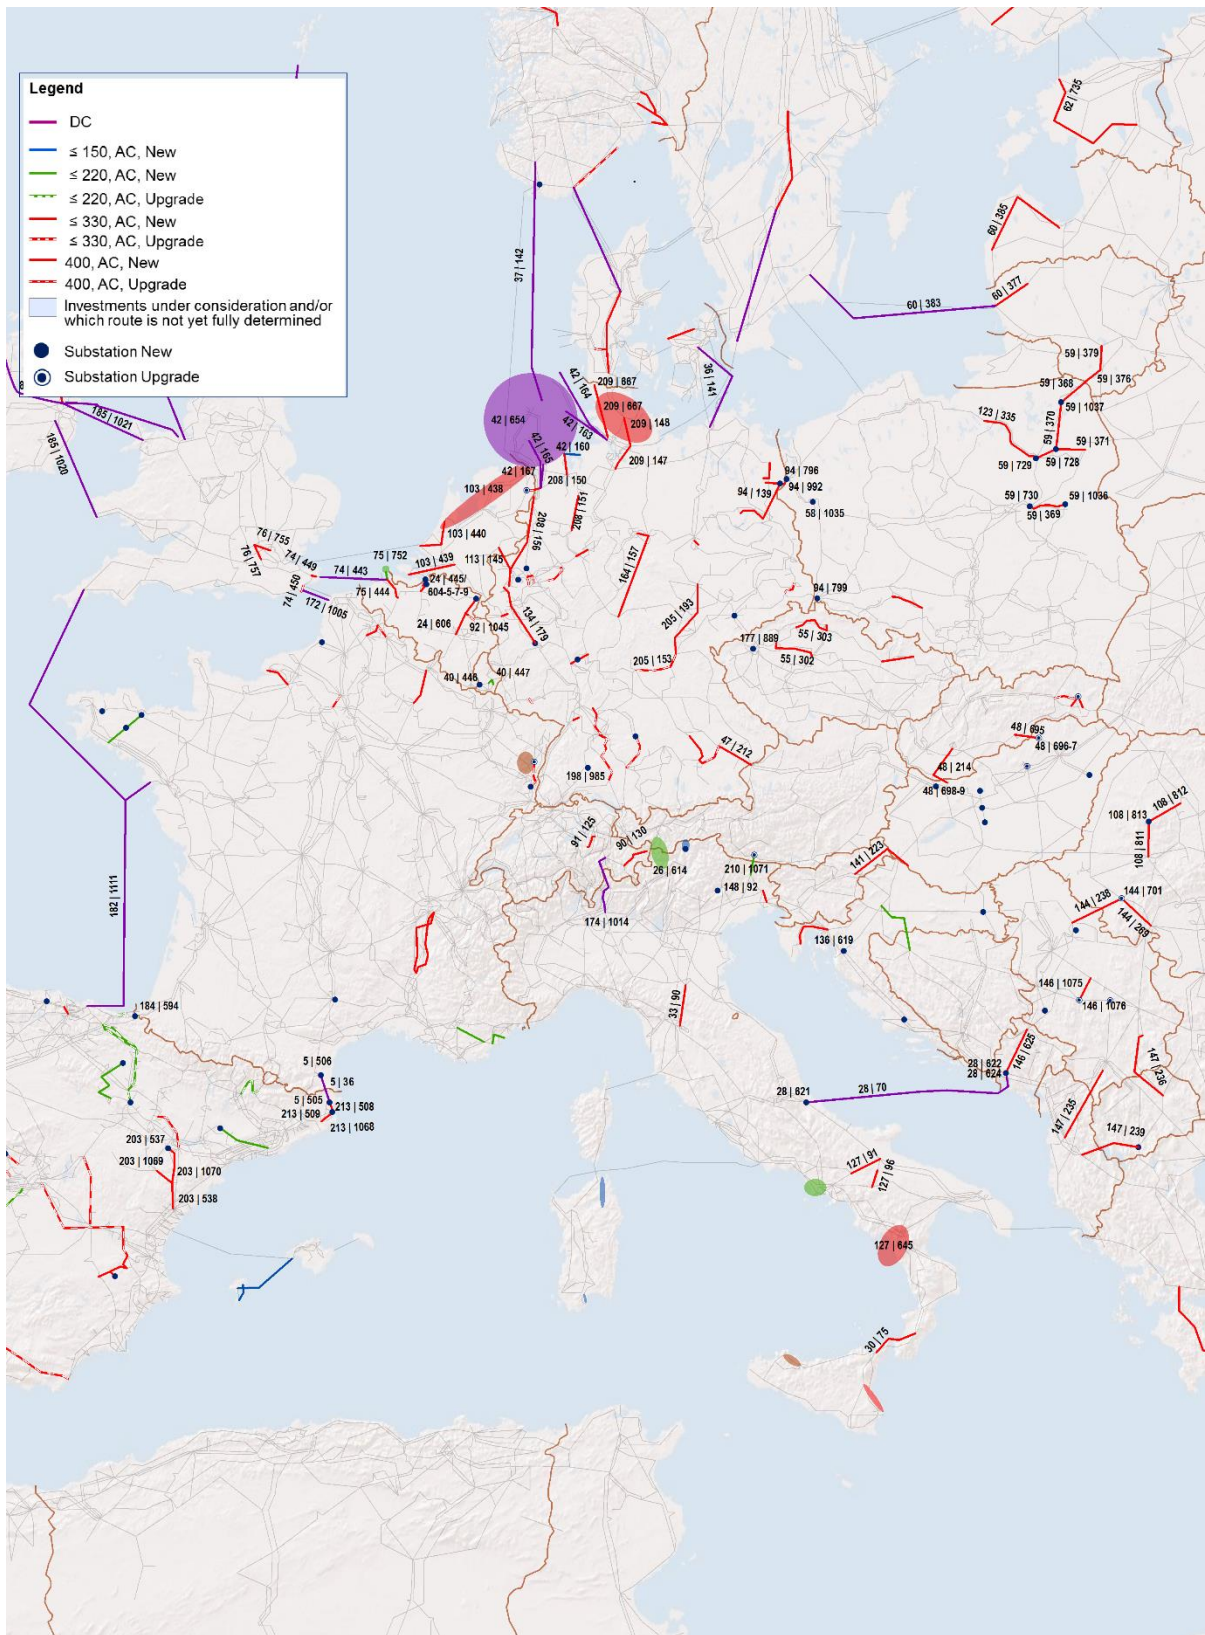 Legend
DC
≤ 150, AC, New
≤ 220, AC, New
≤ 220, AC, Upgrade
≤ 330, AC, New
≤ 330, AC, Upgrade
400, AC, New
400, AC, Upgrade
Investments under consideration and/or
which route is not yet fully determined
Substation New
Substation Upgrade
62 | 735
60 | 385
37 | 142
60 | 377
60 | 383
59 | 379
59 | 376
59 | 368
36 | 141
42 | 164
209 | 867
209 | 667
209 | 148
185 | 1021
59 | 1037
123 | 335
59 | 370
59 | 371
42 | 654
42 | 163
42 | 160
42 | 165
209 | 147
59 | 729
59 | 728
185 | 1020
42 | 167
208 | 150
94 | 796
94 | 992
94 | 139
58 | 1035
59 | 730
59 | 1036
59 | 369
103 | 438
208 | 151
103 | 440
208 | 156
76 | 755
76 | 757
74 | 449
75 | 752
103 | 439
113 | 145
74 | 443
164 | 157
74 | 450
172 | 1005
75 | 444
24 | 445/
604-5-7-9
94 | 799
205 | 193
24 | 606
92 | 1045
134 | 179
55 | 303
177 | 889
55 | 302
205 | 153
49 | 446
40 | 447
48 | 695
47 | 212
48 | 696-7
198 | 985
48 | 214
48 | 698-9
108 | 812
108 | 813
108 | 811
91 | 125
90 | 130
141 | 223
26 | 614
210 | 1071
148 | 92
182 | 1111
174 | 1014
144 | 238
144 | 701
144 | 269
136 | 619
146 | 1075
33 | 90
184 | 594
146 | 1076
146 | 625
28 | 622
28 | 624
147 | 236
5 | 506
5 | 36
28 | 621
28 | 70
5 | 505
213 | 508
213 | 509
213 | 1068
147 | 235
203 | 537
147 | 239
203 | 1069
203 | 1070
127 | 91
127 | 96
203 | 538
127 | 645
30 | 75